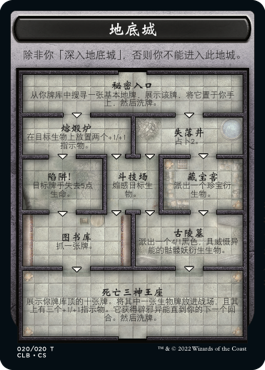 地底城
除非你「深入地底城」，否则你不能进入此地城。
秘密入口
从你牌库中搜寻一张基本地牌，展示该牌，将它置于你手
上，然后洗牌。
熔煅炉
在目标生物上放置两个+1/+1
指示物。
失落井
占卜2。
陷阱！
目标牌手失去5点
生命。
斗技场
煽惑目标生
物。
藏宝窖
派出一个珍宝衍
生物。
图书库
抓一张牌。
古陵墓
派出一个4/1黑色，具威慑异
能的骷髅妖衍生生物。
死亡三神王座
展示你牌库顶的十张牌。将其中一张生物牌放进战场，且其
上有三个+1/+1指示物。它获得辟邪异能直到你的下一个回
合。然后洗牌。
020/020 T
CLB • CS
™ & © 2022 Wizards of the Coast